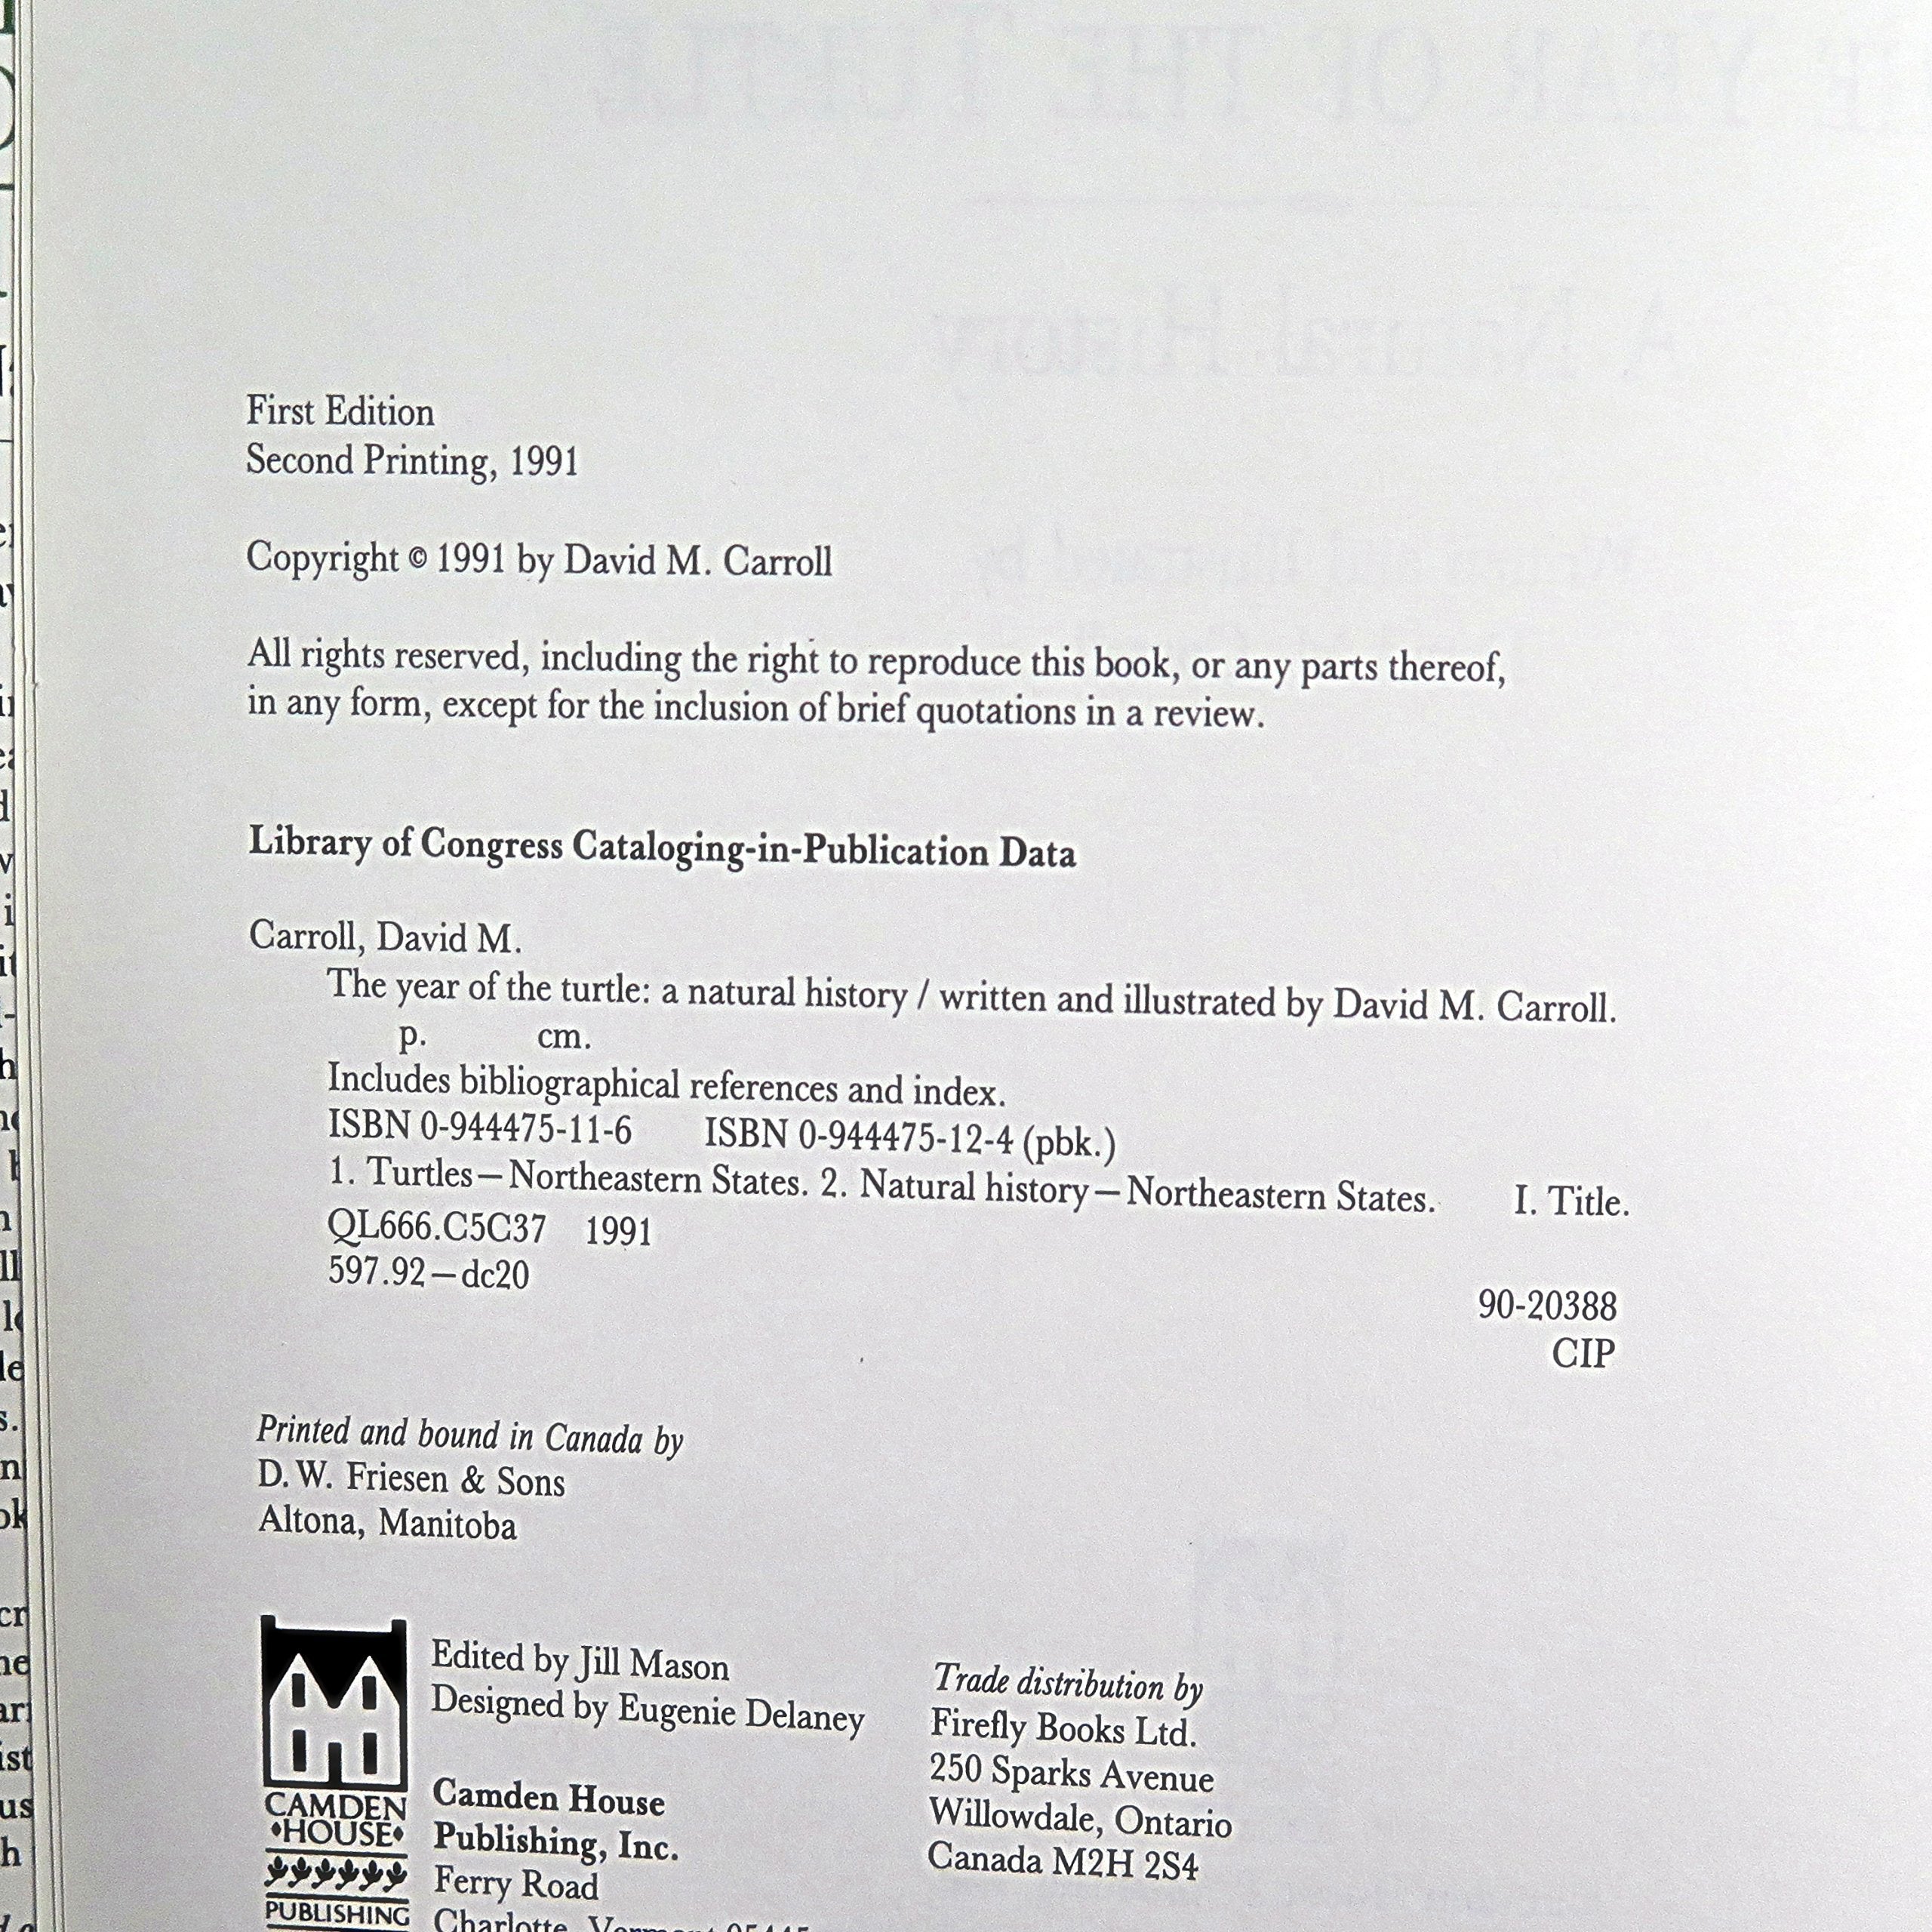 First Edition
Second Printing, 1991
Copyright © 1991 by David M. Carroll
All rights reserved, including the right to reproduce this book, or any parts thereof,
in any form, except for the inclusion of brief quotations in a review.
Library of Congress Cataloging-in-Publication Data
Carroll, David M.
The year of the turtle: a natural history / written and illustrated by David M. Carroll.
p. cm.
Includes bibliographical references and index.
ISBN 0-944475-11-6 ISBN 0-944475-12-4 (pbk.)
1. Turtles—Northeastern States. 2. Natural history—Northeastern States. I. Title.
QL666.C5C37 1991
597.92—dc20
90-20388
CIP
Printed and bound in Canada by
D.W. Friesen & Sons
Altona, Manitoba
CAMDEN
♦HOUSE♦
PUBLISHING
Edited by Jill Mason
Designed by Eugenie Delaney
Camden House
Publishing, Inc.
Ferry Road
Charlotte, Vermont
Trade distribution by
Firefly Books Ltd.
250 Sparks Avenue
Willowdale, Ontario
Canada M2H 2S4